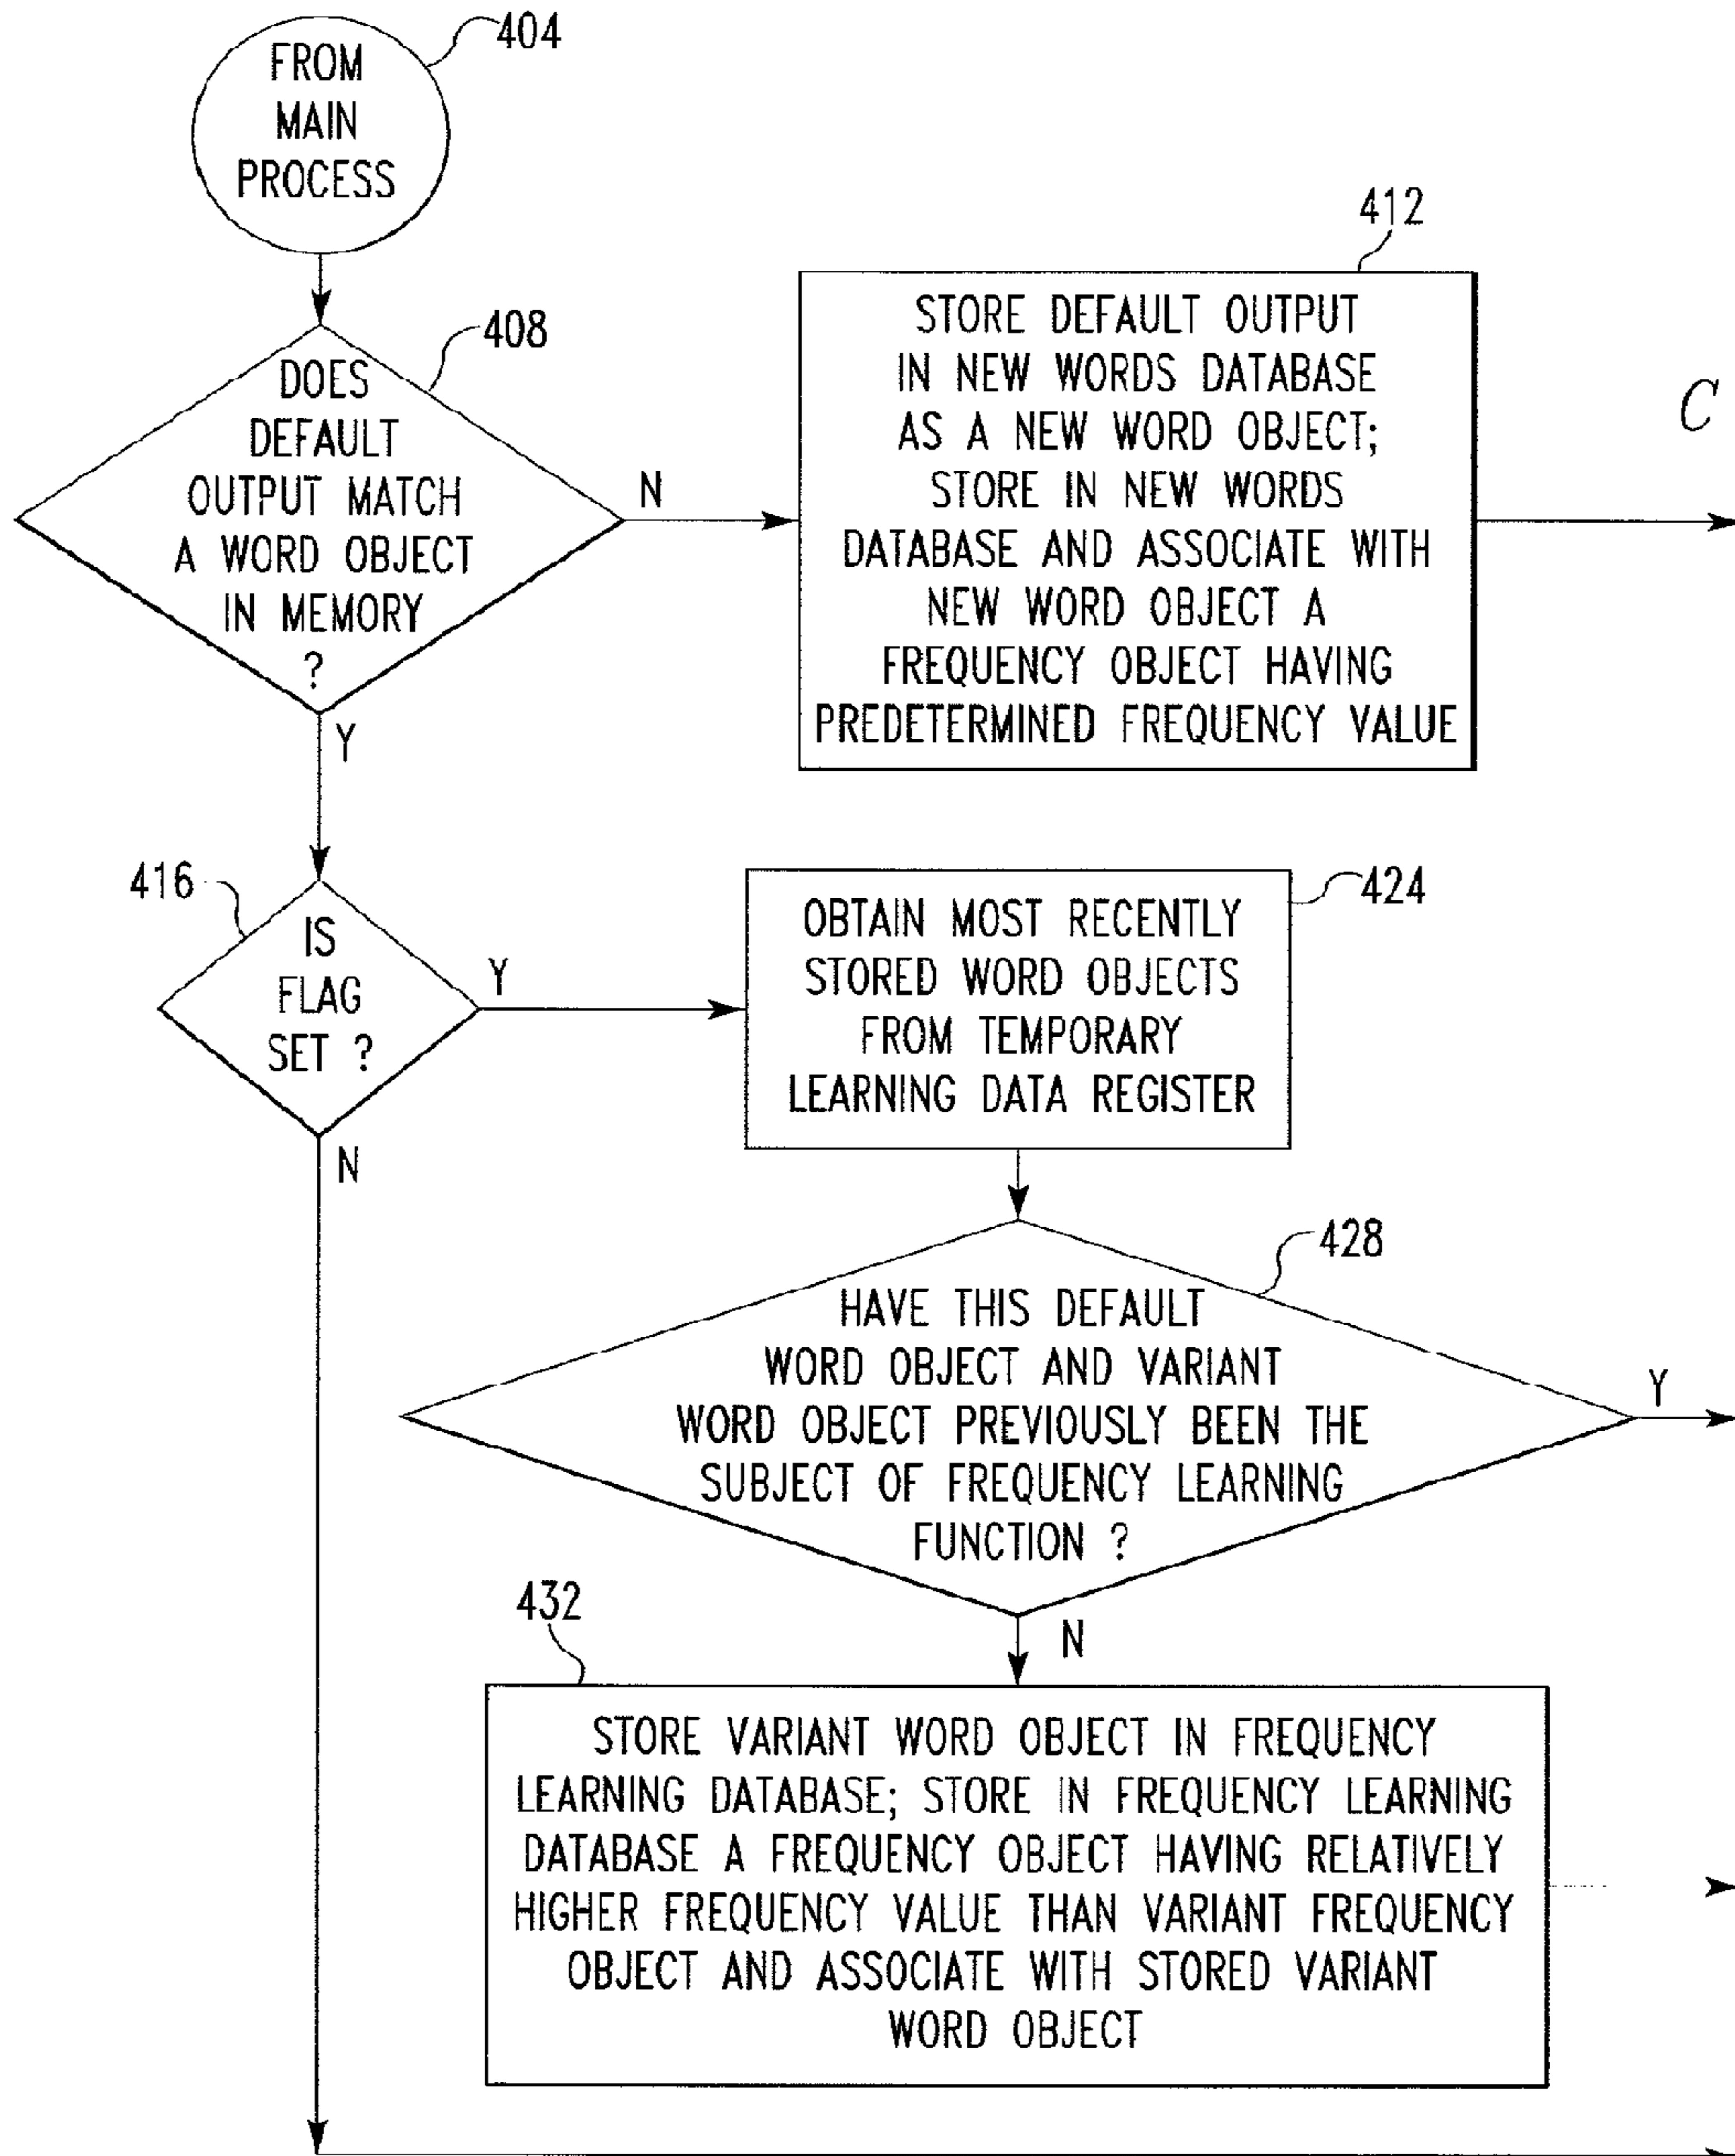 404
FROM
MAIN
PROCESS
408
DOES
DEFAULT
OUTPUT MATCH
A WORD OBJECT
IN MEMORY
?
N
Y
412
STORE DEFAULT OUTPUT
IN NEW WORDS DATABASE
AS A NEW WORD OBJECT;
STORE IN NEW WORDS
DATABASE AND ASSOCIATE WITH
NEW WORD OBJECT A
FREQUENCY OBJECT HAVING
PREDETERMINED FREQUENCY VALUE
C
416
IS
FLAG
SET ?
Y
N
424
OBTAIN MOST RECENTLY
STORED WORD OBJECTS
FROM TEMPORARY
LEARNING DATA REGISTER
428
HAVE THIS DEFAULT
WORD OBJECT AND VARIANT
WORD OBJECT PREVIOUSLY BEEN THE
SUBJECT OF FREQUENCY LEARNING
FUNCTION ?
Y
N
432
STORE VARIANT WORD OBJECT IN FREQUENCY
LEARNING DATABASE; STORE IN FREQUENCY LEARNING
DATABASE A FREQUENCY OBJECT HAVING RELATIVELY
HIGHER FREQUENCY VALUE THAN VARIANT FREQUENCY
OBJECT AND ASSOCIATE WITH STORED VARIANT
WORD OBJECT